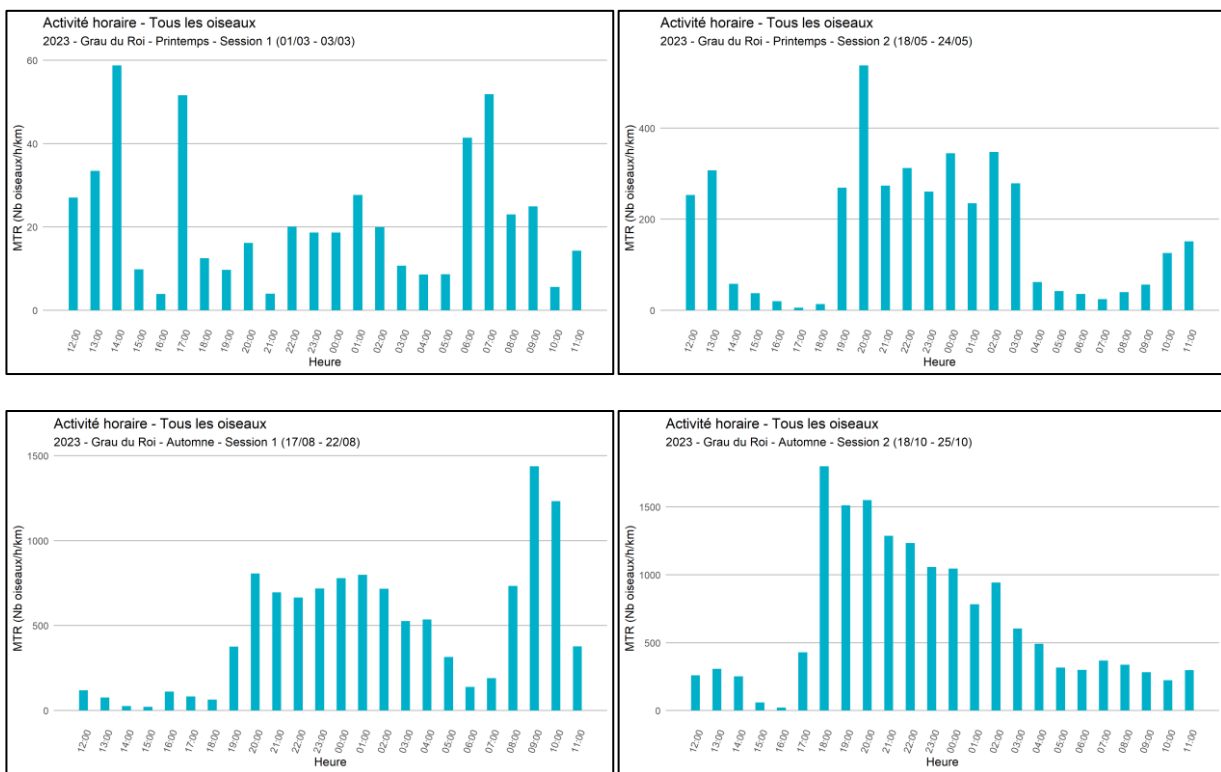 Activité horaire - Tous les oiseaux
2023 - Grau du Roi - Printemps - Session 1 (01/03 - 03/03)
60
40
20
0
MTR (Nb oiseaux/h/km)
12:00 13:00 14:00 15:00 16:00 17:00 18:00 19:00 20:00 21:00 22:00 23:00 00:00 01:00 02:00 03:00 04:00 05:00 06:00 07:00 08:00 09:00 10:00 11:00
Heure
Activité horaire - Tous les oiseaux
2023 - Grau du Roi - Printemps - Session 2 (18/05 - 24/05)
400
200
0
MTR (Nb oiseaux/h/km)
12:00 13:00 14:00 15:00 16:00 17:00 18:00 19:00 20:00 21:00 22:00 23:00 00:00 01:00 02:00 03:00 04:00 05:00 06:00 07:00 08:00 09:00 10:00 11:00
Heure
Activité horaire - Tous les oiseaux
2023 - Grau du Roi - Automne - Session 1 (17/08 - 22/08)
1500
1000
500
0
MTR (Nb oiseaux/h/km)
12:00 13:00 14:00 15:00 16:00 17:00 18:00 19:00 20:00 21:00 22:00 23:00 00:00 01:00 02:00 03:00 04:00 05:00 06:00 07:00 08:00 09:00 10:00 11:00
Heure
Activité horaire - Tous les oiseaux
2023 - Grau du Roi - Automne - Session 2 (18/10 - 25/10)
1500
1000
500
0
MTR (Nb oiseaux/h/km)
12:00 13:00 14:00 15:00 16:00 17:00 18:00 19:00 20:00 21:00 22:00 23:00 00:00 01:00 02:00 03:00 04:00 05:00 06:00 07:00 08:00 09:00 10:00 11:00
Heure